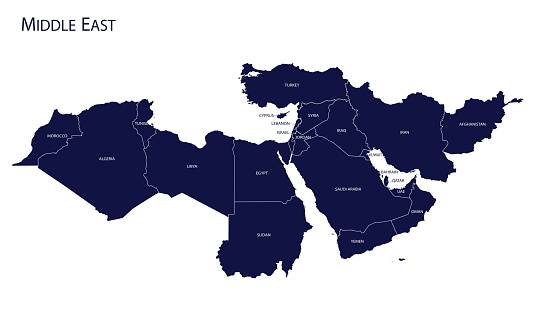 MIDDLE EAST
TURKEY
CYPRUS
SYRIA
LEBANON
ISRAEL
IRAQ
JORDAN
IRAN
AFGHANISTAN
TUNISIA
MOROCCO
ALGERIA
LIBYA
EGYPT
KUWAIT
BAHRAIN
QATAR
UAE
SAUDI ARABIA
OMAN
SUDAN
YEMEN